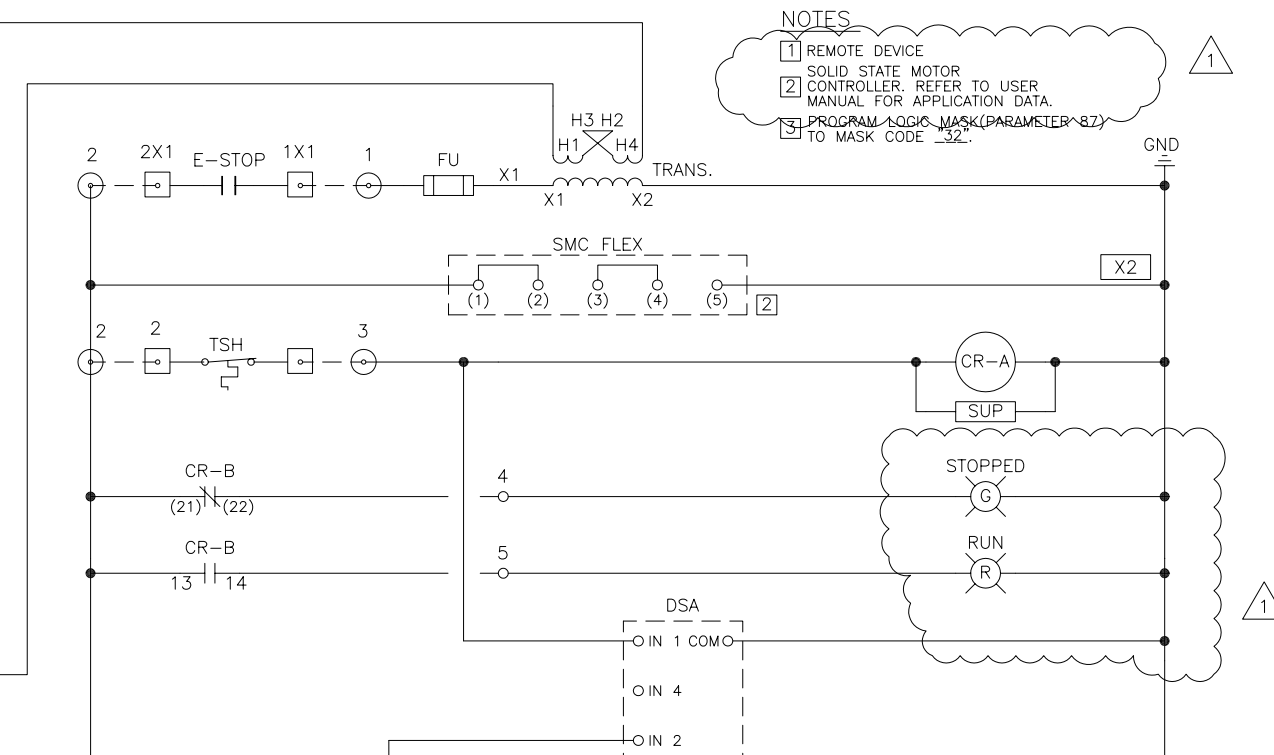 NOTES
1 REMOTE DEVICE
1
SOLID STATE MOTOR
2 CONTROLLER. REFER TO USER
MANUAL FOR APPLICATION DATA.
3 PROGRAM LOGIC MASK(PARAMETER 87)
TO MASK CODE "32".
H3 H2
H1 H4
GND
2 2X1 E-STOP 1X1 1 FU X1 TRANS.
X1 X2
SMC FLEX
X2
(1) (2) (3) (4) (5) 2
2 2 TSH 3
CR-A
SUP
CR-B 4 STOPPED
(21) (22) G
CR-B 5 RUN
13 14 R
DSA
1
IN 1 COM
IN 4
IN 2